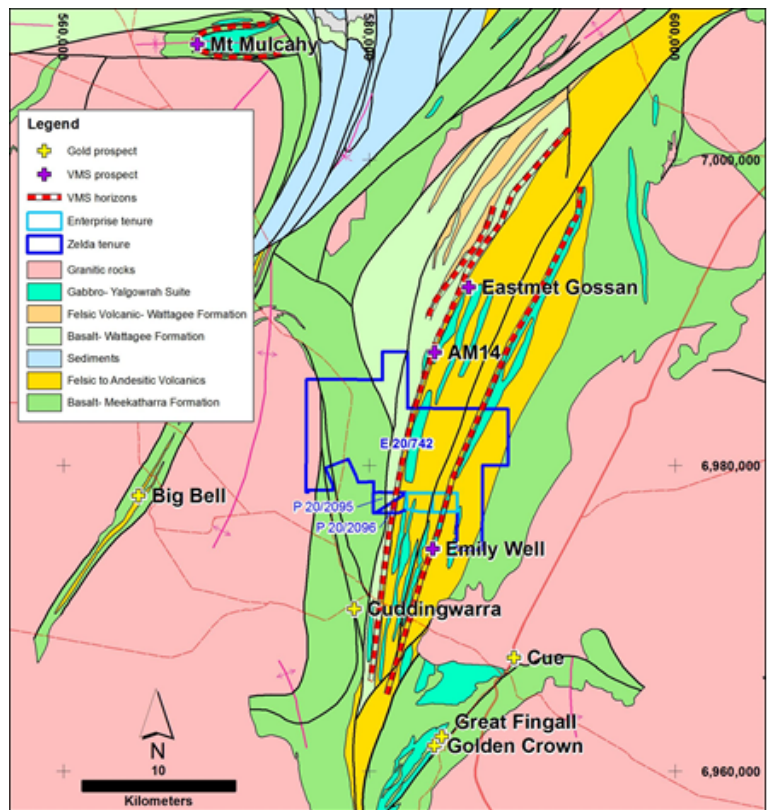 560,000
580,000
600,000
Mt Mulcahy
Legend
Gold prospect
VMS prospect
VMS horizons
Enterprise tenure
Zelda tenure
Granitic rocks
Gabbro- Yalgowrah Suite
Felsic Volcanic- Wattagee Formation
Basalt- Wattagee Formation
Sediments
Felsic to Andesitic Volcanics
Basalt- Meekatharra Formation
7,000,000
Eastmet Gossan
AM14
E 20/742
6,980,000
Big Bell
P 20/2095
P 20/2096
Emily Well
Cuddingwarra
Cue
Great Fingall
Golden Crown
N
10
Kilometers
6,960,000